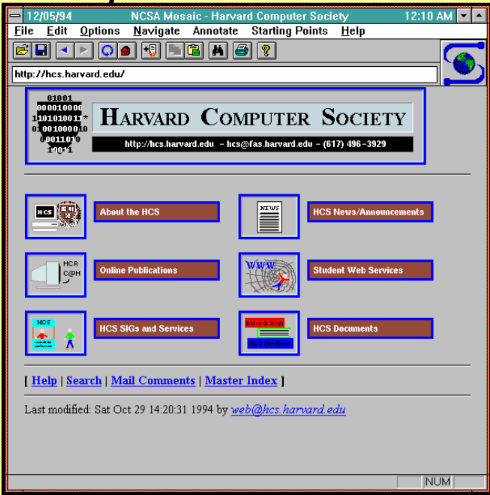 12/05/94 NCSA Mosaic - Harvard Computer Society 12:10 AM
File Edit Options Navigate Annotate Starting Points Help
http://hcs.harvard.edu/
01001
000010000
1101010011*
010010000.0
0011010
10011
HARVARD COMPUTER SOCIETY
http://hcs.harvard.edu - hcs@fas.harvard.edu - (617) 496-3929
HCS
About the HCS
NEWS
HCS News/Announcements
HCR
C@H
Online Publications
WWW
Student Web Services
HCS
HCS SIGs and Services
HCS Documents
[ Help | Search | Mail Comments | Master Index ]
Last modified: Sat Oct 29 14:20:31 1994 by web@hcs.harvard.edu
NUM